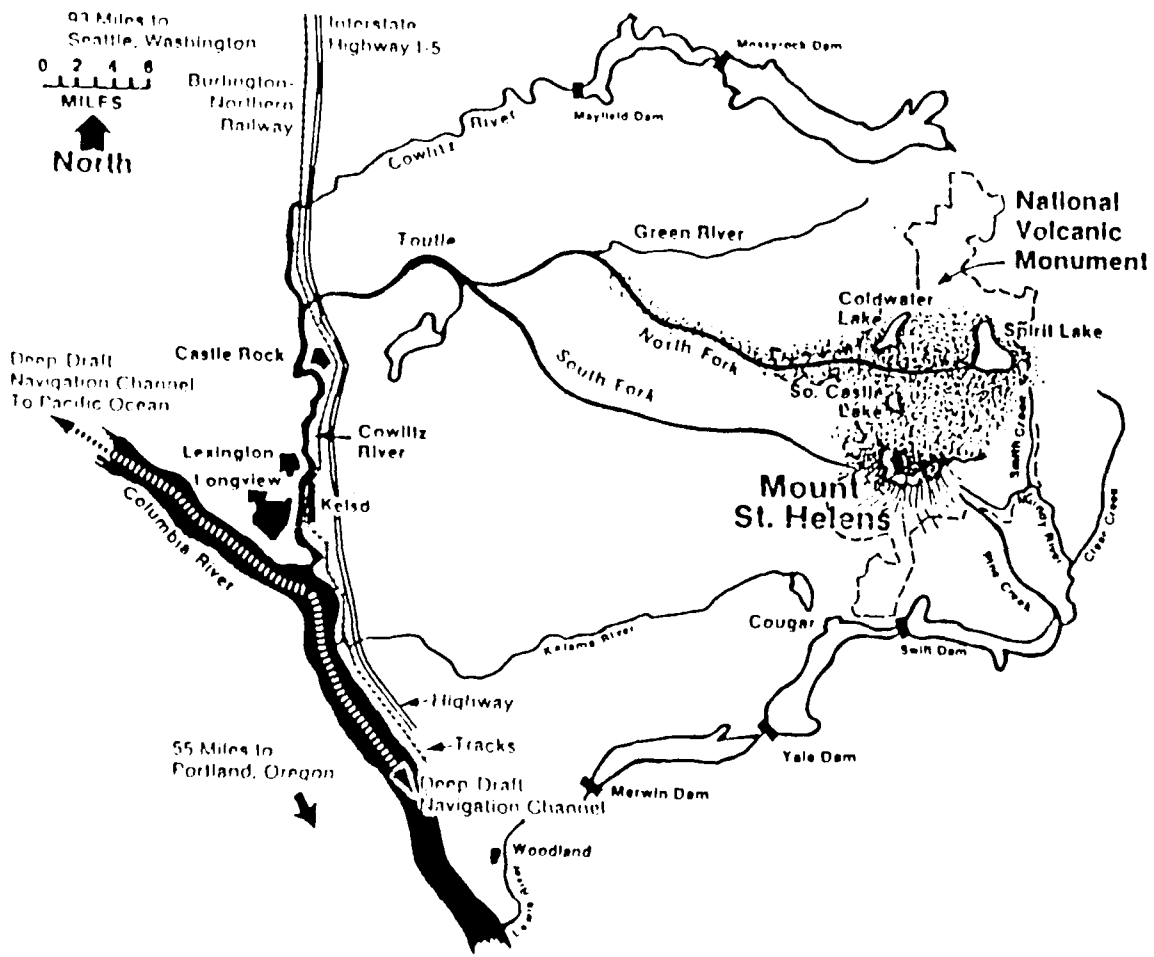 93 Miles to
Seattle, Washington
0 2 4 6
MILES
North
Interstate
Highway I-5
Burlington-
Northern
Railway
Mossyrock Dam
Mayfield Dam
Cowlitz River
National
Volcanic
Monument
Green River
Toutle
Coldwater
Lake
Spirit Lake
Castle Rock
North Fork
South Fork
So. Castle
Lake
Deep Draft
Navigation Channel
To Pacific Ocean
Cowlitz
River
Lexington
Longview
Kelso
Columbia River
Smith Creek
Mount
St. Helens
Muddy River
Clear Creek
Pine Creek
Cougar
Swift Dam
Kalama River
Highway
Tracks
55 Miles to
Portland, Oregon
Yale Dam
Merwin Dam
Deep Draft
Navigation Channel
Woodland
Lewis River